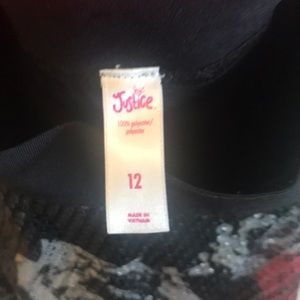 Justice
100% polyester/
polyester
12
MADE IN
VIETNAM